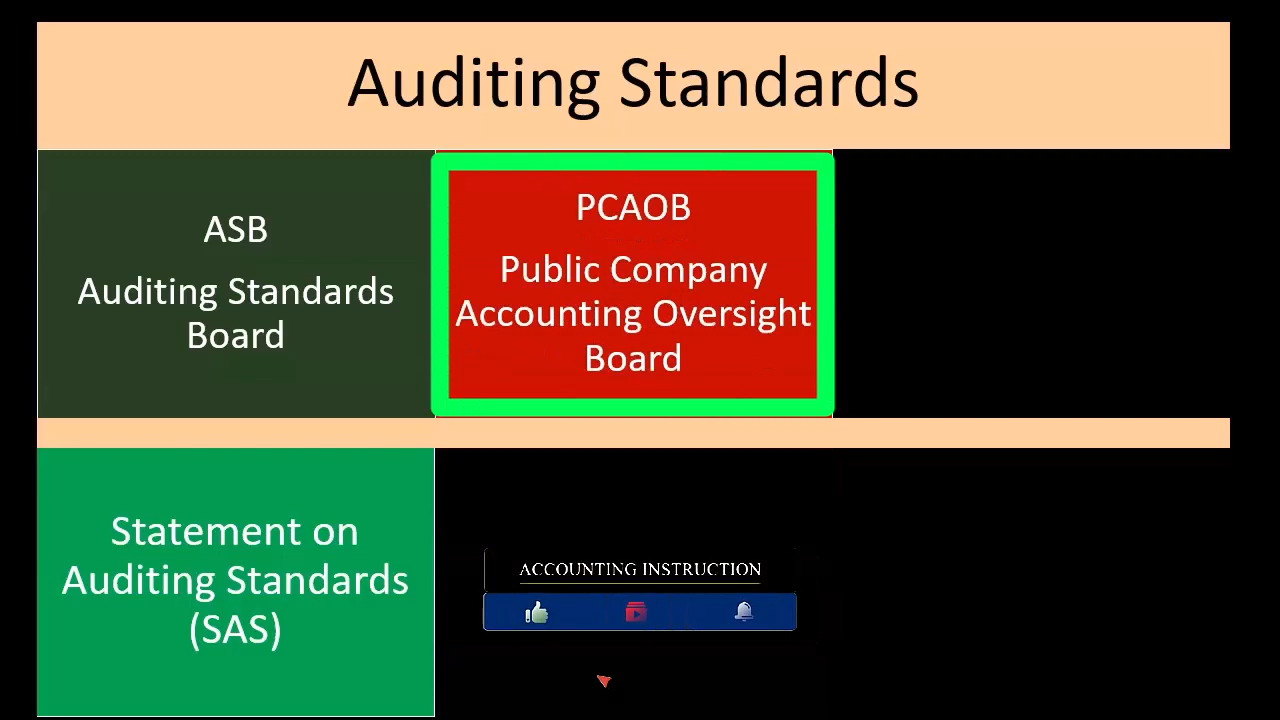 Auditing Standards
ASB
Auditing Standards
Board
PCAOB
Public Company
Accounting Oversight
Board
Statement on
Auditing Standards
(SAS)
ACCOUNTING INSTRUCTION